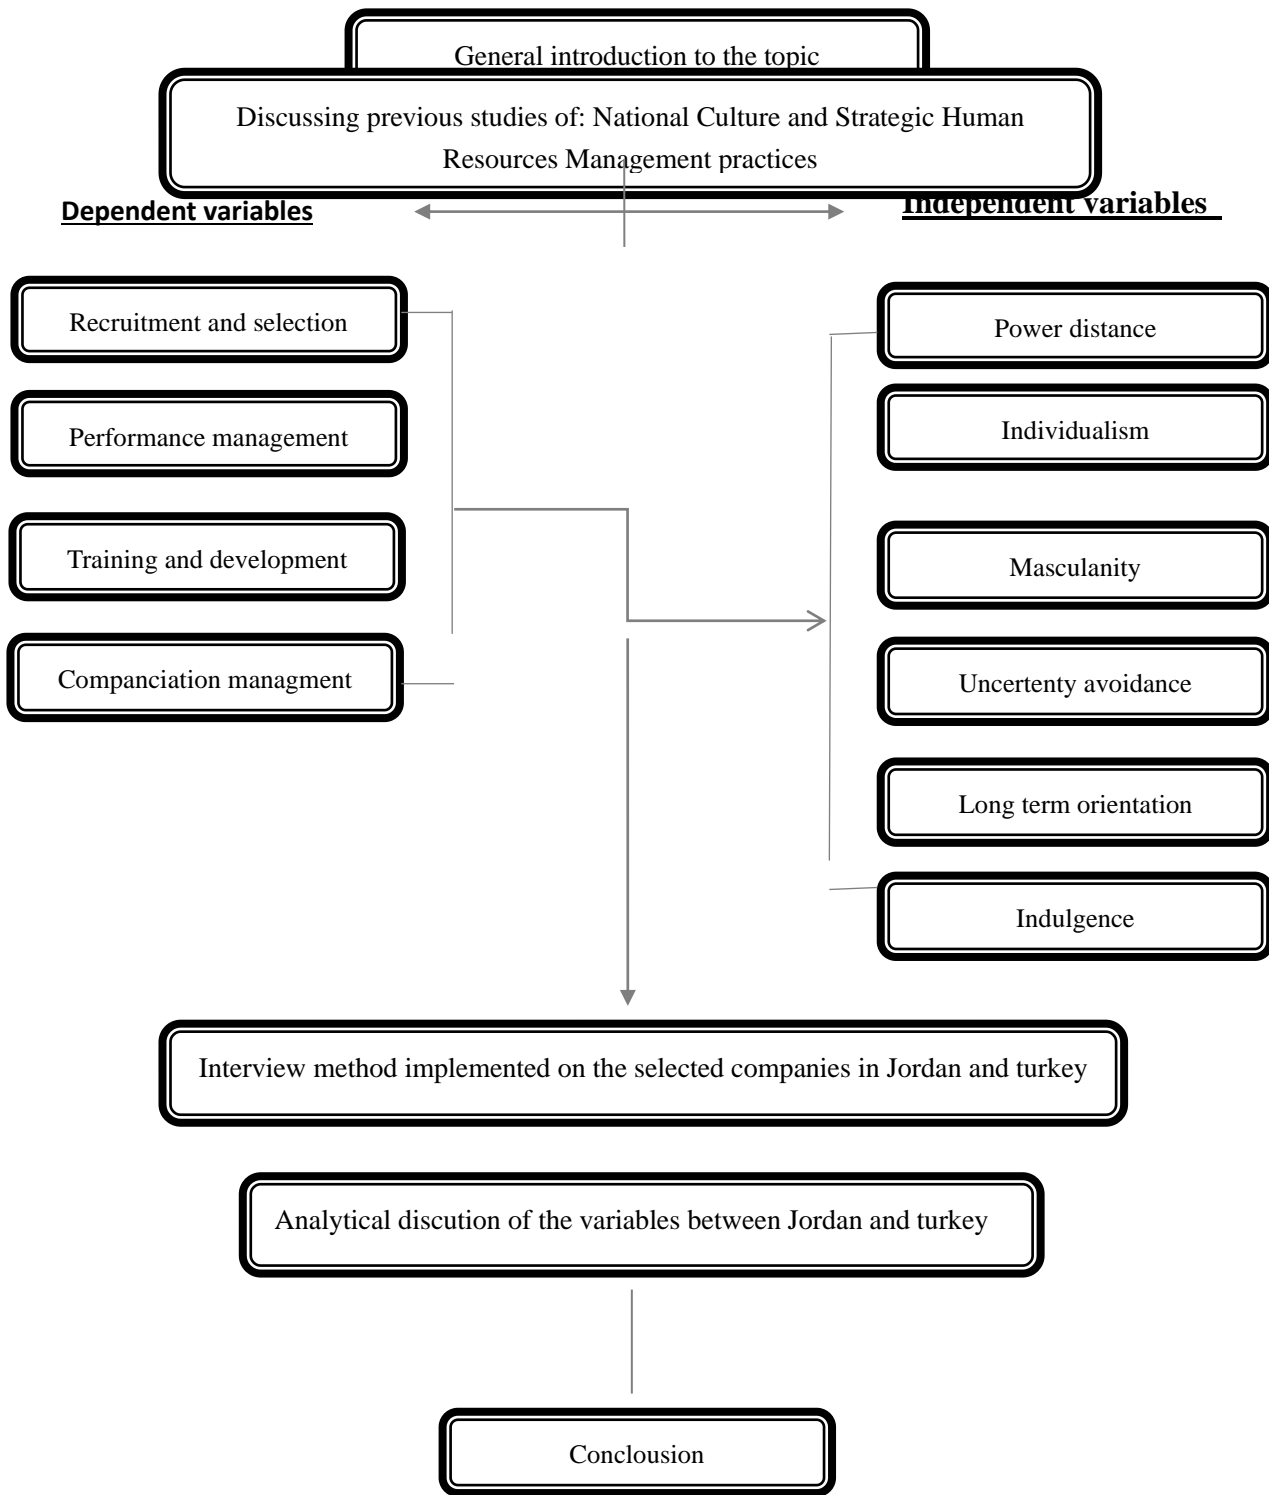 General introduction to the topic
Discussing previous studies of: National Culture and Strategic Human
Resources Management practices
Dependent variables
Independent variables
Recruitment and selection
Performance management
Training and development
Companciation managment
Power distance
Individualism
Masculanity
Uncertenty avoidance
Long term orientation
Indulgence
Interview method implemented on the selected companies in Jordan and turkey
Analytical discution of the variables between Jordan and turkey
Conclousion